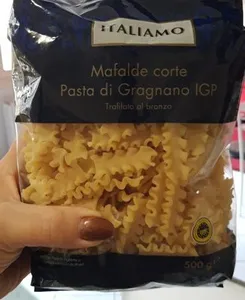 ITALIAMO
Mafalde corte
Pasta di Gragnano IGP
Trafilata al bronzo
500 g